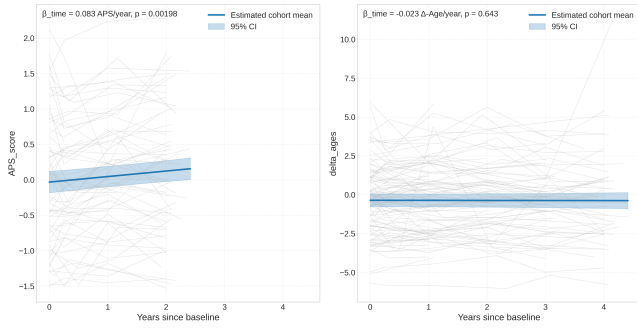 β_time = 0.083 APS/year, p = 0.00198
Estimated cohort mean
95% CI
2.0
1.5
1.0
0.5
0.0
−0.5
−1.0
−1.5
APS_score
0 1 2 3 4
Years since baseline
β_time = -0.023 Δ-Age/year, p = 0.643
Estimated cohort mean
95% CI
10.0
7.5
5.0
2.5
0.0
−2.5
−5.0
delta_ages
0 1 2 3 4
Years since baseline